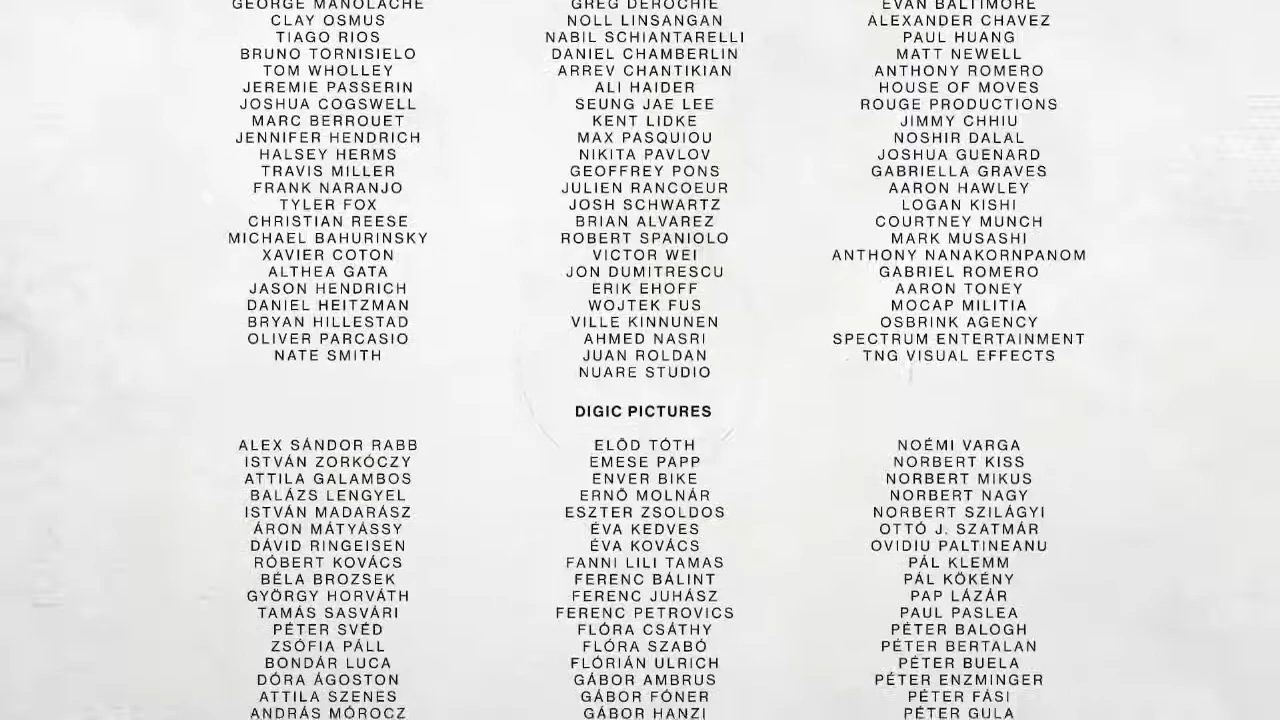 GEORGE MANOLACHE
CLAY OSMUS
TIAGO RIOS
BRUNO TORNISIELO
TOM WHOLLEY
JEREMIE PASSERIN
JOSHUA COGSWELL
MARC BERROUET
JENNIFER HENDRICH
HALSEY HERMS
TRAVIS MILLER
FRANK NARANJO
TYLER FOX
CHRISTIAN REESE
MICHAEL BAHURINSKY
XAVIER COTON
ALTHEA GATA
JASON HENDRICH
DANIEL HEITZMAN
BRYAN HILLESTAD
OLIVER PARCASIO
NATE SMITH
GREG DEROCHIE
NOLL LINSANGAN
NABIL SCHIANTARELLI
DANIEL CHAMBERLIN
ARREV CHANTIKIAN
ALI HAIDER
SEUNG JAE LEE
KENT LIDKE
MAX PASQUIOU
NIKITA PAVLOV
GEOFFREY PONS
JULIEN RANCOEUR
JOSH SCHWARTZ
BRIAN ALVAREZ
ROBERT SPANIOLO
VICTOR WEI
JON DUMITRESCU
ERIK EHOFF
WOJTEK FUS
VILLE KINNUNEN
AHMED NASRI
JUAN ROLDAN
NUARE STUDIO
EVAN BALTIMORE
ALEXANDER CHAVEZ
PAUL HUANG
MATT NEWELL
ANTHONY ROMERO
HOUSE OF MOVES
ROUGE PRODUCTIONS
JIMMY CHHIU
NOSHIR DALAL
JOSHUA GUENARD
GABRIELLA GRAVES
AARON HAWLEY
LOGAN KISHI
COURTNEY MUNCH
MARK MUSASHI
ANTHONY NANAKORNPANOM
GABRIEL ROMERO
AARON TONEY
MOCAP MILITIA
OSBRINK AGENCY
SPECTRUM ENTERTAINMENT
TNG VISUAL EFFECTS
DIGIC PICTURES
ALEX SÁNDOR RABB
ISTVÁN ZORKÓCZY
ATTILA GALAMBOS
BALÁZS LENGYEL
ISTVÁN MADARÁSZ
ÁRON MÁTYÁSSY
DÁVID RINGEISEN
RÓBERT KOVÁCS
BÉLA BROZSEK
GYÖRGY HORVÁTH
TAMÁS SASVÁRI
PÉTER SVÉD
ZSÓFIA PÁLL
BONDÁR LUCA
DÓRA ÁGOSTON
ATTILA SZENES
ANDRÁS MÓROCZ
ELŐD TÓTH
EMESE PAPP
ENVER BIKE
ERNŐ MOLNÁR
ESZTER ZSOLDOS
ÉVA KEDVES
ÉVA KOVÁCS
FANNI LILI TAMAS
FERENC BÁLINT
FERENC JUHÁSZ
FERENC PETROVICS
FLÓRA CSÁTHY
FLÓRA SZABÓ
FLÓRIÁN ULRICH
GÁBOR AMBRUS
GÁBOR FÓNER
GÁBOR HANZI
NOÉMI VARGA
NORBERT KISS
NORBERT MIKUS
NORBERT NAGY
NORBERT SZILÁGYI
OTTÓ J. SZATMÁR
OVIDIU PALTINEANU
PÁL KLEMM
PÁL KÖKÉNY
PAP LÁZÁR
PAUL PASLEA
PÉTER BALOGH
PÉTER BERTALAN
PÉTER BUELA
PÉTER ENZMINGER
PÉTER FÁSI
PÉTER GULA